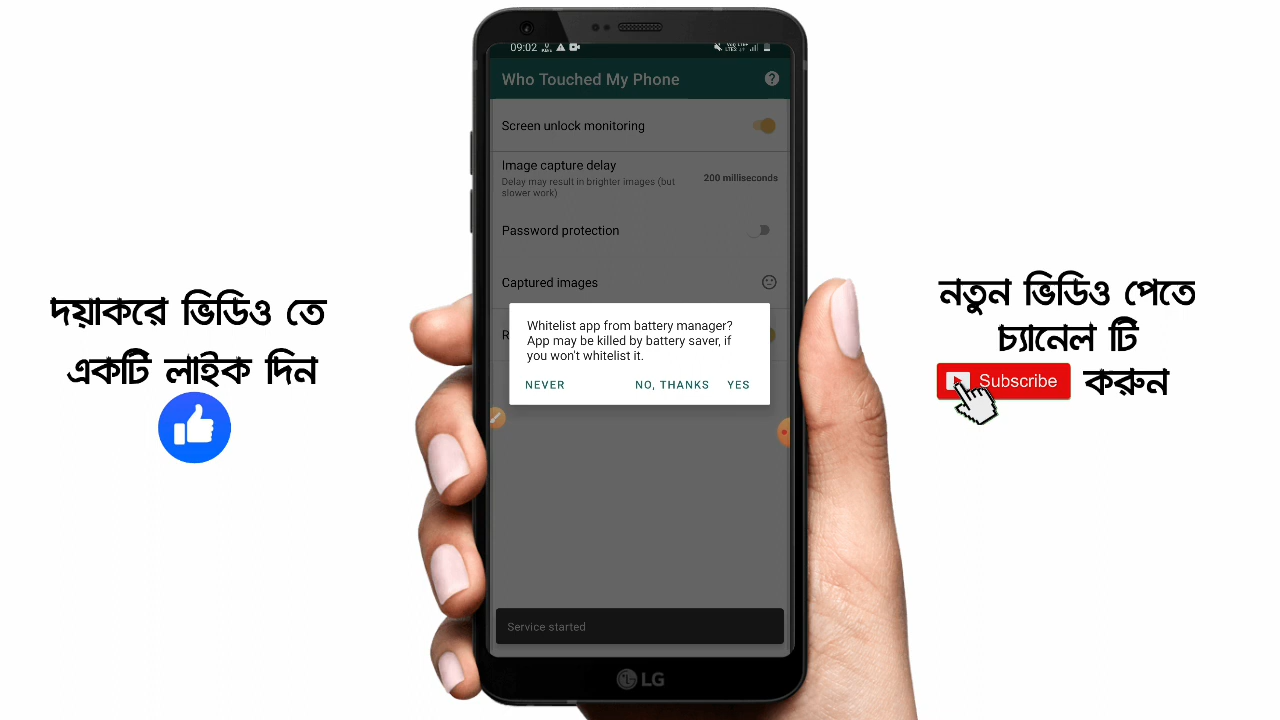 09:02
Who Touched My Phone
Screen unlock monitoring
Image capture delay
Delay may result in brighter images (but
slower work)
200 milliseconds
Password protection
Captured images
R
Whitelist app from battery manager?
App may be killed by battery saver, if
you won't whitelist it.
NEVER NO, THANKS YES
Service started
LG
দয়াকরে ভিডিও তে
একটি লাইক দিন
নতুন ভিডিও পেতে
চ্যানেল টি
Subscribe করুন